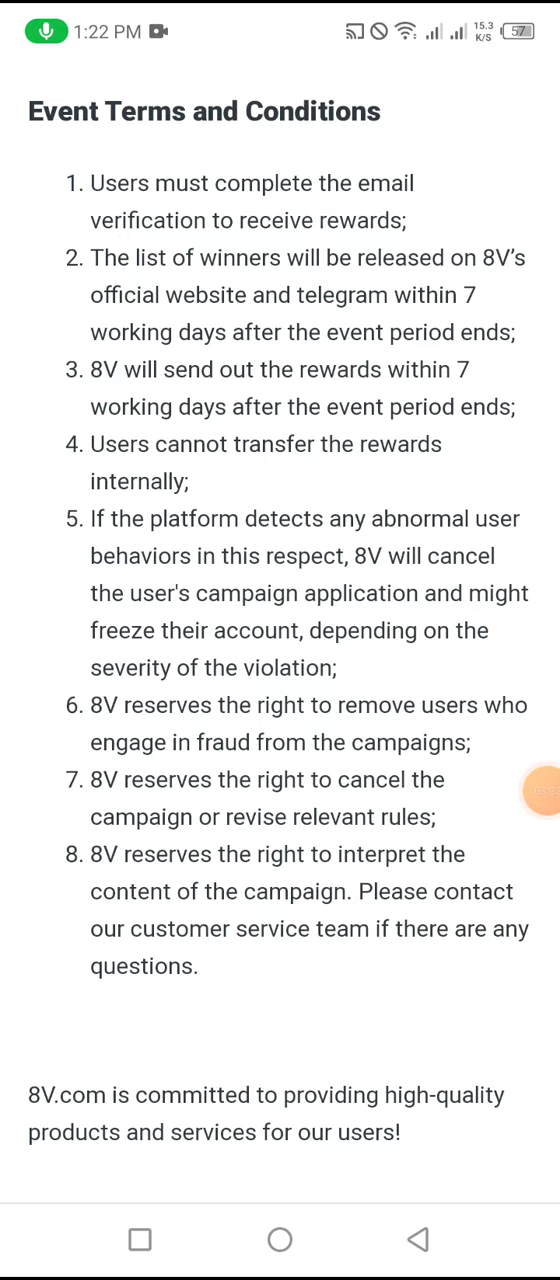 1:22 PM
15.3
K/S
57
Event Terms and Conditions
1. Users must complete the email
verification to receive rewards;
2. The list of winners will be released on 8V’s
official website and telegram within 7
working days after the event period ends;
3. 8V will send out the rewards within 7
working days after the event period ends;
4. Users cannot transfer the rewards
internally;
5. If the platform detects any abnormal user
behaviors in this respect, 8V will cancel
the user's campaign application and might
freeze their account, depending on the
severity of the violation;
6. 8V reserves the right to remove users who
engage in fraud from the campaigns;
7. 8V reserves the right to cancel the
campaign or revise relevant rules;
8. 8V reserves the right to interpret the
content of the campaign. Please contact
our customer service team if there are any
questions.
8V.com is committed to providing high-quality
products and services for our users!